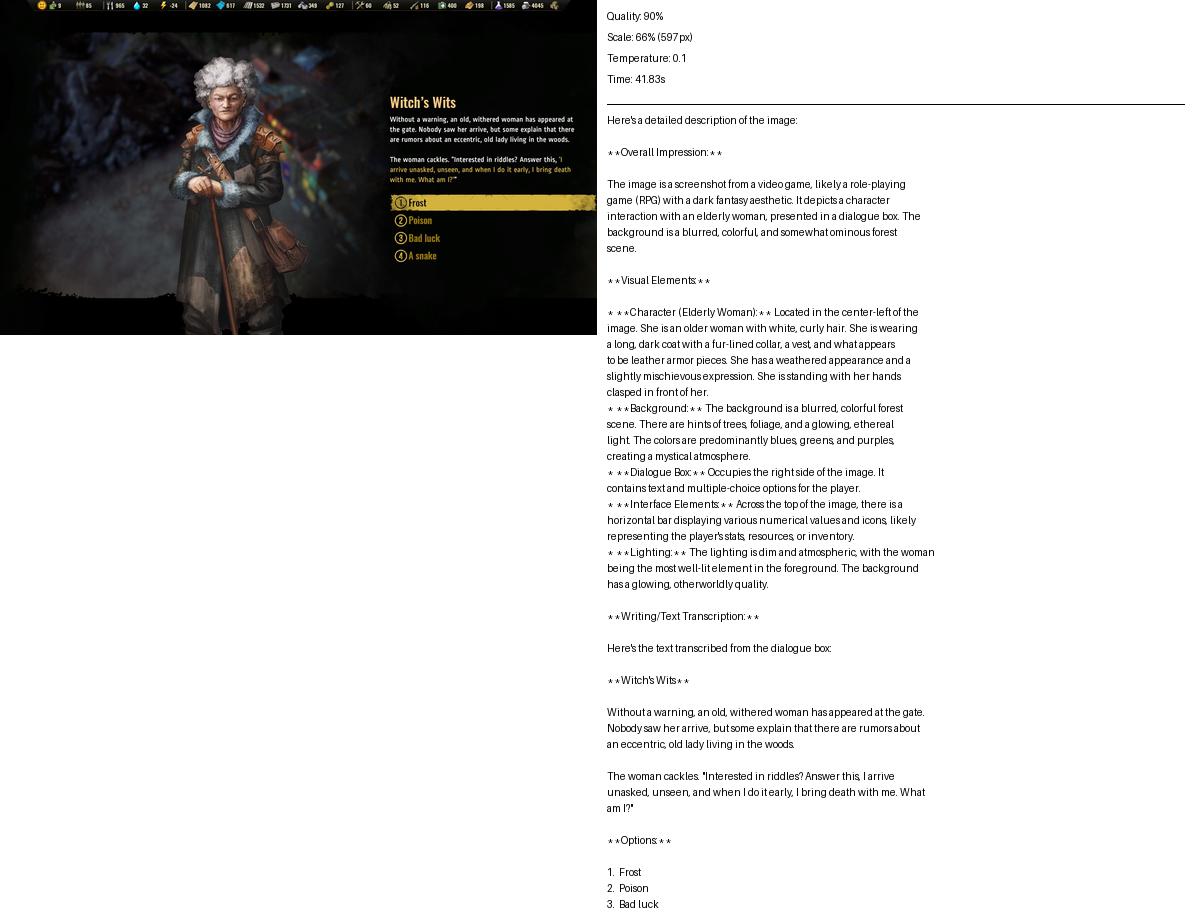 9 85 965 32 -24 1082 617 1532 1731 349 127 60 52 116 400 198 1585 4045
Witch's Wits
Without a warning, an old, withered woman has appeared at
the gate. Nobody saw her arrive, but some explain that there
are rumors about an eccentric, old lady living in the woods.
The woman cackles. "Interested in riddles? Answer this, 'I
arrive unasked, unseen, and when I do it early, I bring death
with me. What am I?'"
1 Frost
2 Poison
3 Bad luck
4 A snake
Quality: 90%
Scale: 66% (597px)
Temperature: 0.1
Time: 41.83s
Here's a detailed description of the image:
**Overall Impression:**
The image is a screenshot from a video game, likely a role-playing
game (RPG) with a dark fantasy aesthetic. It depicts a character
interaction with an elderly woman, presented in a dialogue box. The
background is a blurred, colorful, and somewhat ominous forest
scene.
**Visual Elements:**
* **Character (Elderly Woman):** Located in the center-left of the
image. She is an older woman with white, curly hair. She is wearing
a long, dark coat with a fur-lined collar, a vest, and what appears
to be leather armor pieces. She has a weathered appearance and a
slightly mischievous expression. She is standing with her hands
clasped in front of her.
* **Background:** The background is a blurred, colorful forest
scene. There are hints of trees, foliage, and a glowing, ethereal
light. The colors are predominantly blues, greens, and purples,
creating a mystical atmosphere.
* **Dialogue Box:** Occupies the right side of the image. It
contains text and multiple-choice options for the player.
* **Interface Elements:** Across the top of the image, there is a
horizontal bar displaying various numerical values and icons, likely
representing the player's stats, resources, or inventory.
* **Lighting:** The lighting is dim and atmospheric, with the woman
being the most well-lit element in the foreground. The background
has a glowing, otherworldly quality.
**Writing/Text Transcription:**
Here's the text transcribed from the dialogue box:
**Witch's Wits**
Without a warning, an old, withered woman has appeared at the gate.
Nobody saw her arrive, but some explain that there are rumors about
an eccentric, old lady living in the woods.
The woman cackles. "Interested in riddles? Answer this, I arrive
unasked, unseen, and when I do it early, I bring death with me. What
am I?"
**Options:**
1. Frost
2. Poison
3. Bad luck